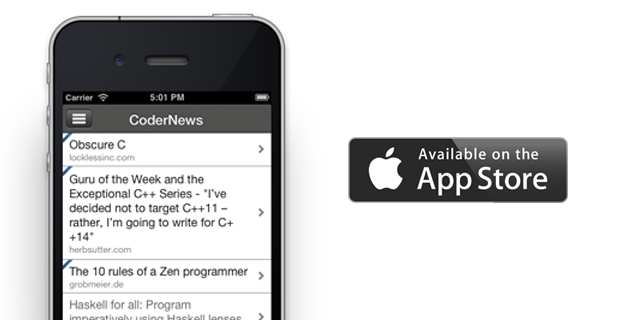 Carrier 5:01 PM
CoderNews
Obscure C
locklessinc.com
Guru of the Week and the
Exceptional C++ Series - "I've
decided not to target C++11 –
rather, I'm going to write for C+
+14"
herbsutter.com
The 10 rules of a Zen programmer
grobmeier.de
Haskell for all: Program
imperatively using Haskell lenses
Available on the
App Store